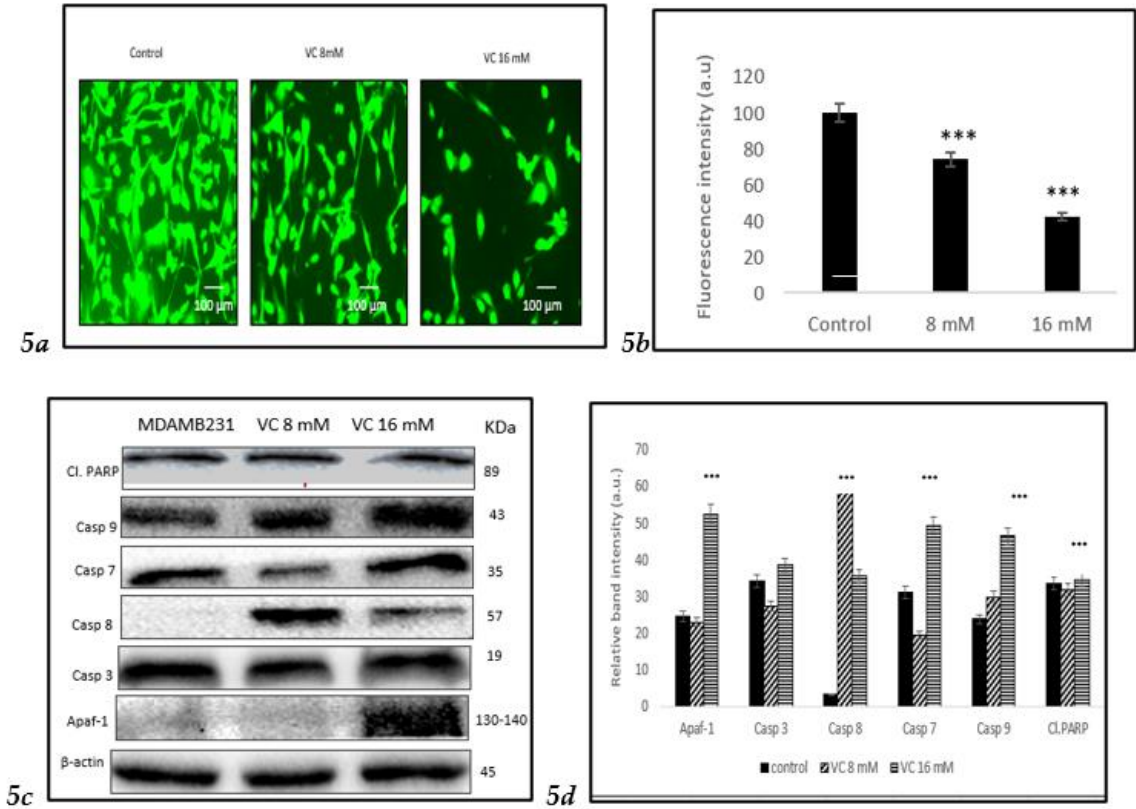 Control
VC 8mM
VC 16 mM
100 µm
100 µm
100 µm
5a
Fluorescence intensity (a.u)
120
100
80
60
40
20
0
***
***
Control
8 mM
16 mM
5b
MDAMB231 VC 8 mM VC 16 mM KDa
Cl. PARP
89
Casp 9
43
Casp 7
35
Casp 8
57
Casp 3
19
Apaf-1
130-140
β-actin
45
5c
Relative band intensity (a.u.)
70
60
50
40
30
20
10
0
***
***
***
***
***
Apaf-1
Casp 3
Casp 8
Casp 7
Casp 9
Cl.PARP
control VC 8 mM VC 16 mM
5d